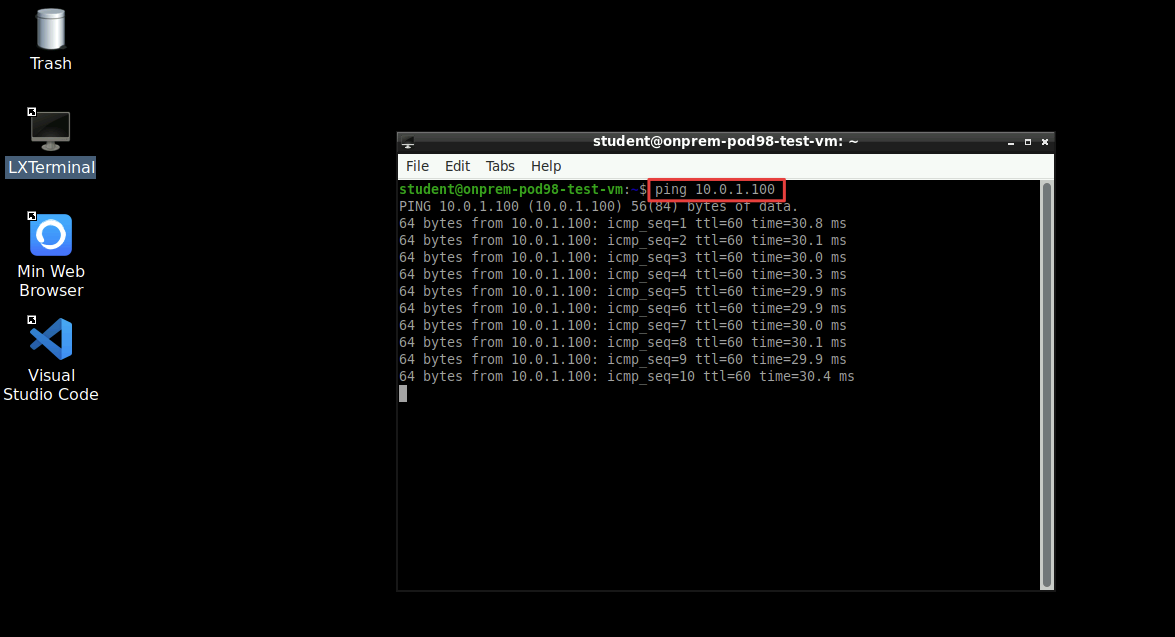 Trash
LXTerminal
Min Web
Browser
Visual
Studio Code
student@onprem-pod98-test-vm: ~
File Edit Tabs Help
student@onprem-pod98-test-vm:~$ ping 10.0.1.100
PING 10.0.1.100 (10.0.1.100) 56(84) bytes of data.
64 bytes from 10.0.1.100: icmp_seq=1 ttl=60 time=30.8 ms
64 bytes from 10.0.1.100: icmp_seq=2 ttl=60 time=30.1 ms
64 bytes from 10.0.1.100: icmp_seq=3 ttl=60 time=30.0 ms
64 bytes from 10.0.1.100: icmp_seq=4 ttl=60 time=30.3 ms
64 bytes from 10.0.1.100: icmp_seq=5 ttl=60 time=29.9 ms
64 bytes from 10.0.1.100: icmp_seq=6 ttl=60 time=29.9 ms
64 bytes from 10.0.1.100: icmp_seq=7 ttl=60 time=30.0 ms
64 bytes from 10.0.1.100: icmp_seq=8 ttl=60 time=30.1 ms
64 bytes from 10.0.1.100: icmp_seq=9 ttl=60 time=29.9 ms
64 bytes from 10.0.1.100: icmp_seq=10 ttl=60 time=30.4 ms